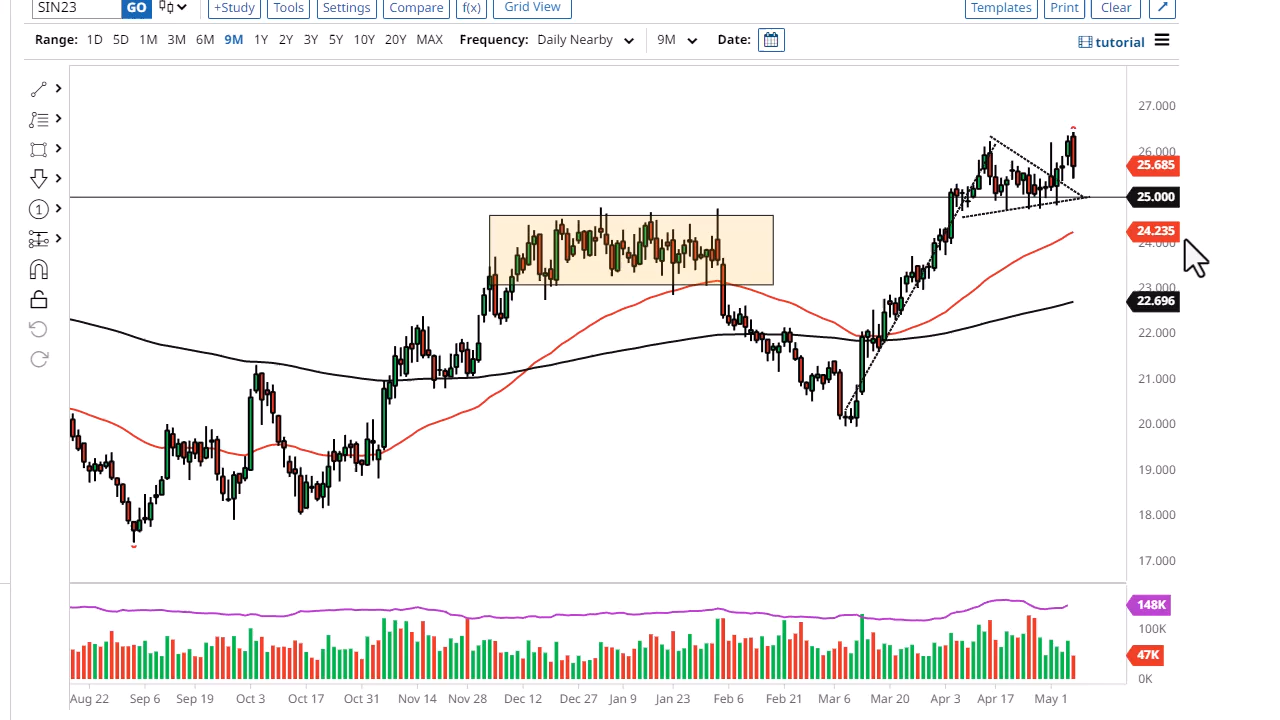 SIN23 GO +Study Tools Settings Compare f(x) Grid View Templates Print Clear
Range: 1D 5D 1M 3M 6M 9M 1Y 2Y 3Y 5Y 10Y 20Y MAX Frequency: Daily Nearby 9M Date: tutorial
1
27.000
26.000
25.685
25.000
24.235
24.000
23.000
22.696
22.000
21.000
20.000
19.000
18.000
17.000
148K
100K
47K
0K
Aug 22 Sep 6 Sep 19 Oct 3 Oct 17 Oct 31 Nov 14 Nov 28 Dec 12 Dec 27 Jan 9 Jan 23 Feb 6 Feb 21 Mar 6 Mar 20 Apr 3 Apr 17 May 1